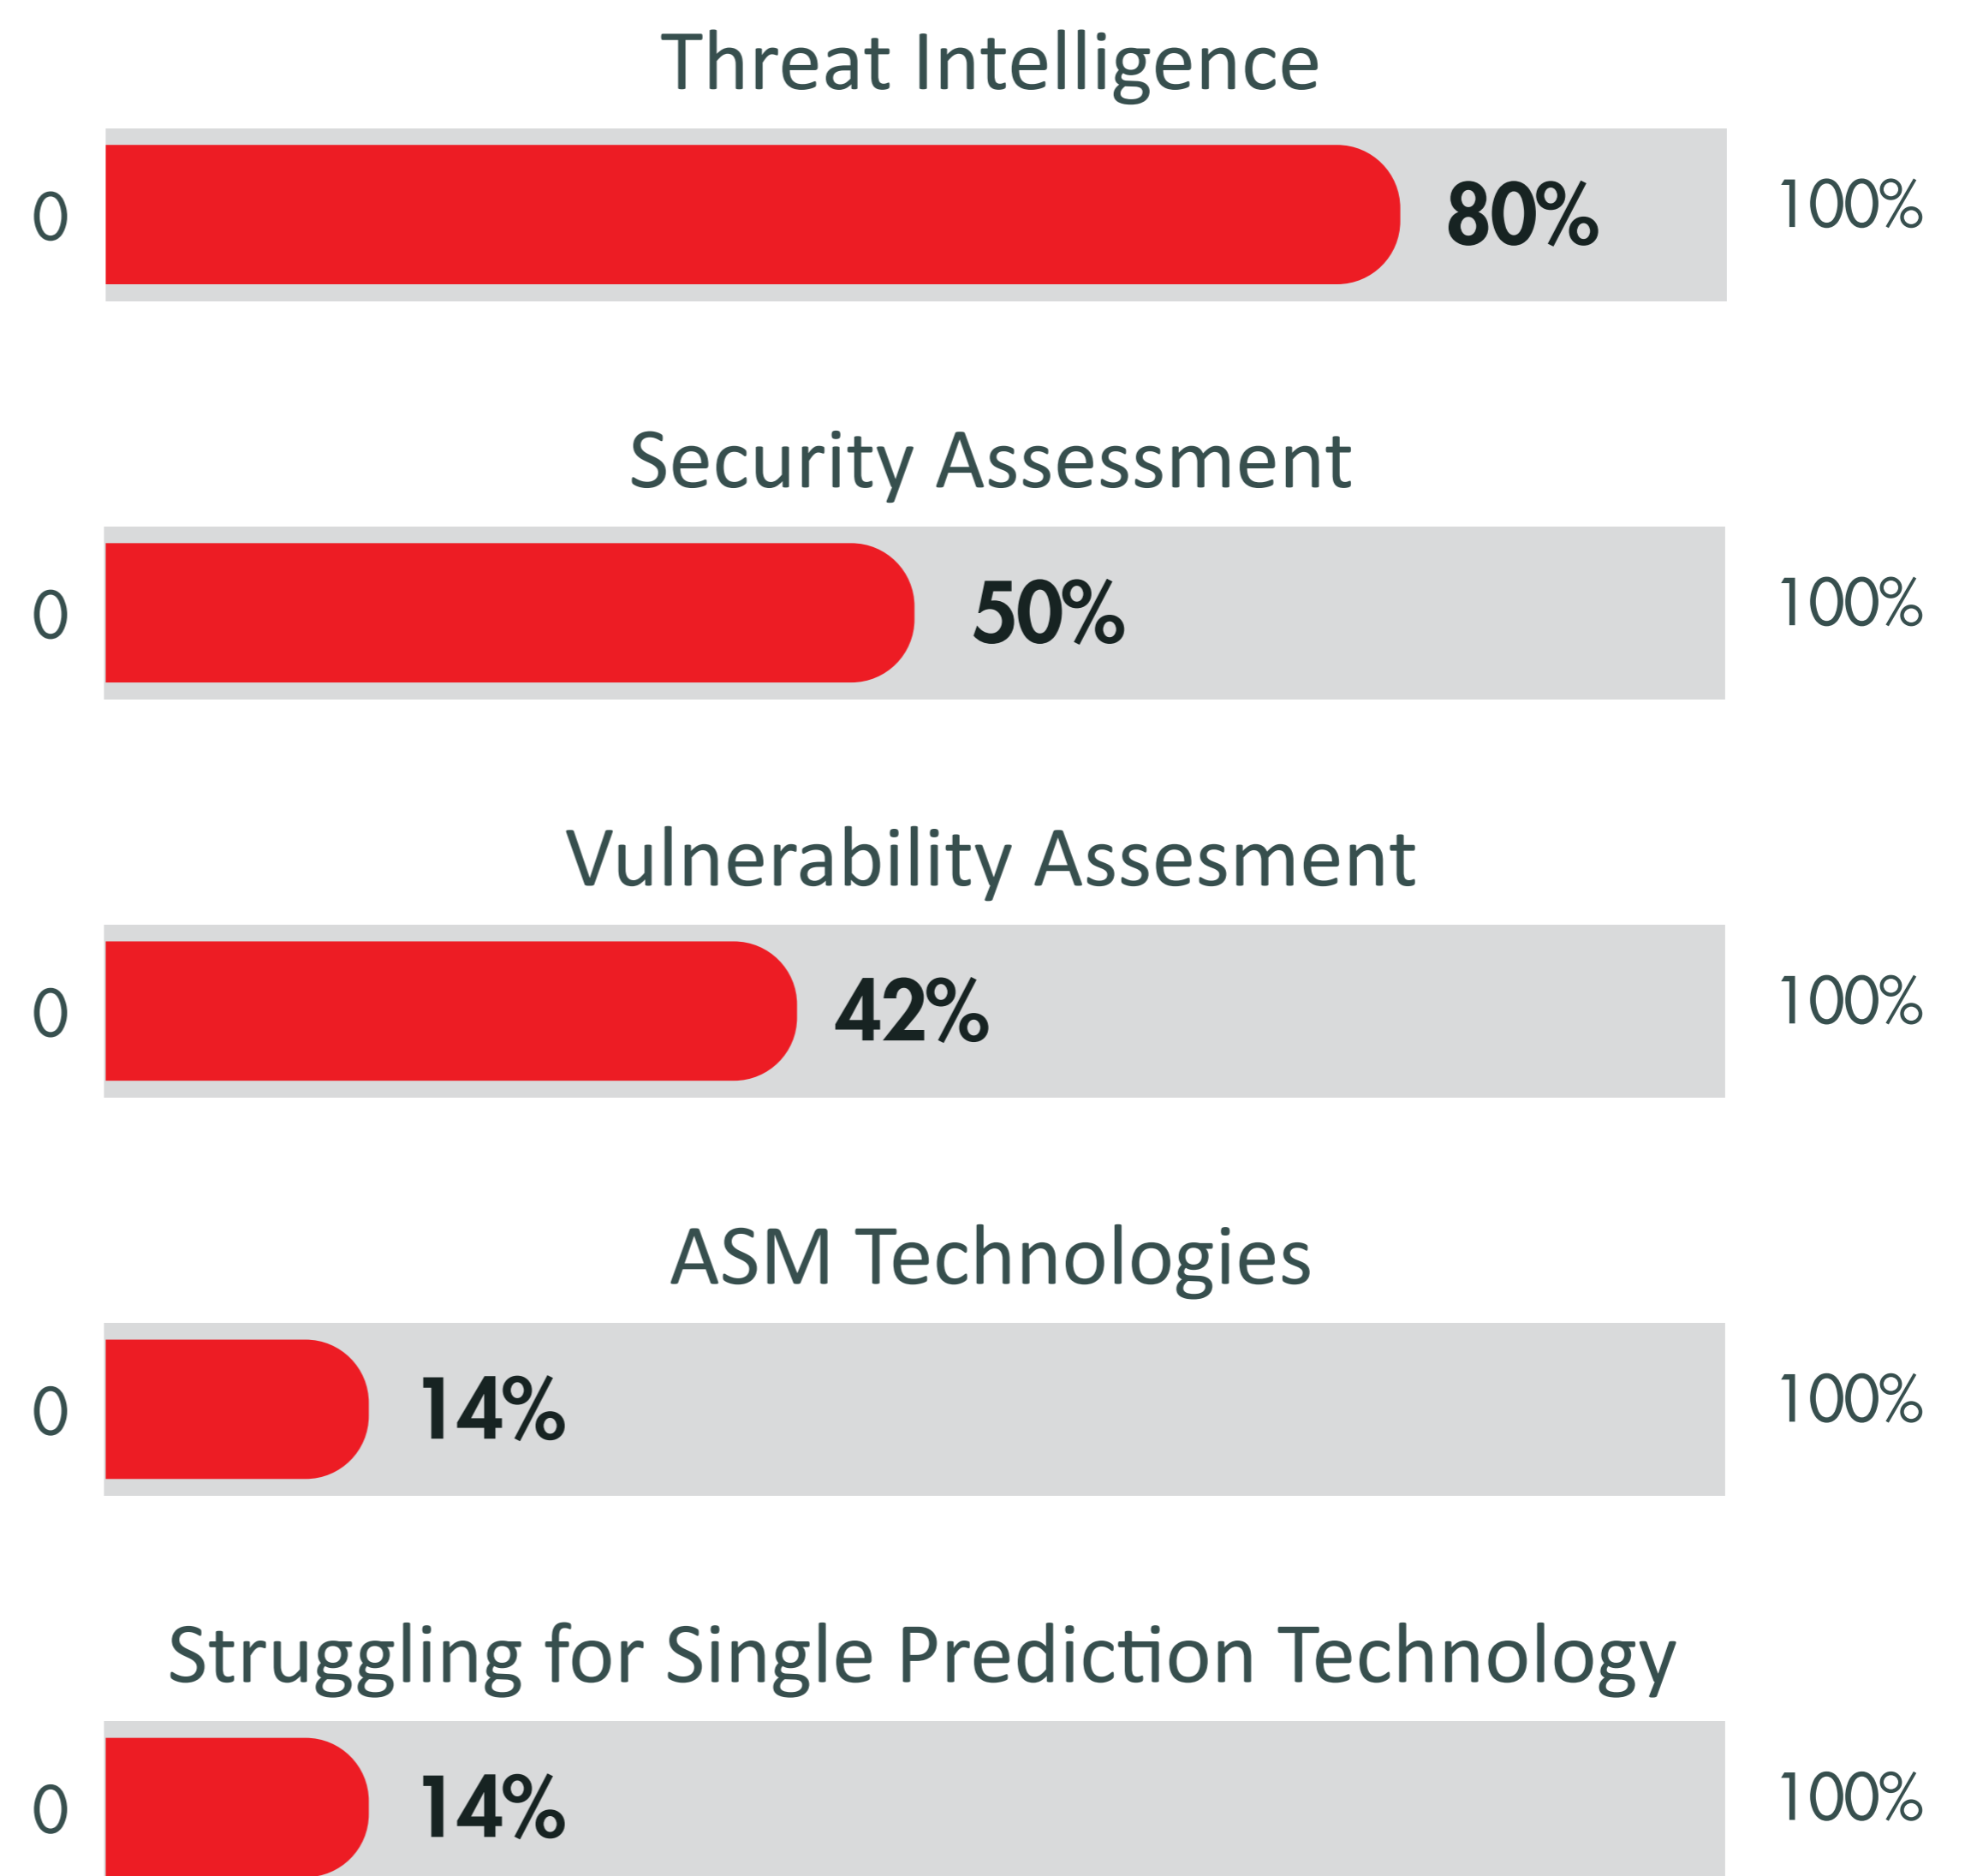 Threat Intelligence
0 80% 100%
Security Assessment
0 50% 100%
Vulnerability Assesment
0 42% 100%
ASM Technologies
0 14% 100%
Struggling for Single Prediction Technology
0 14% 100%